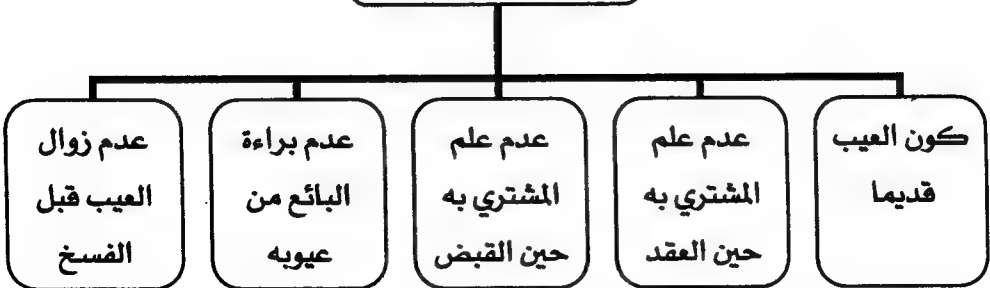 كون العيب
قديما
عدم علم
المشتري به
حين العقد
عدم علم
المشتري به
حين القبض
عدم براءة
البائع من
عيوبه
عدم زوال
العيب قبل
الفسخ